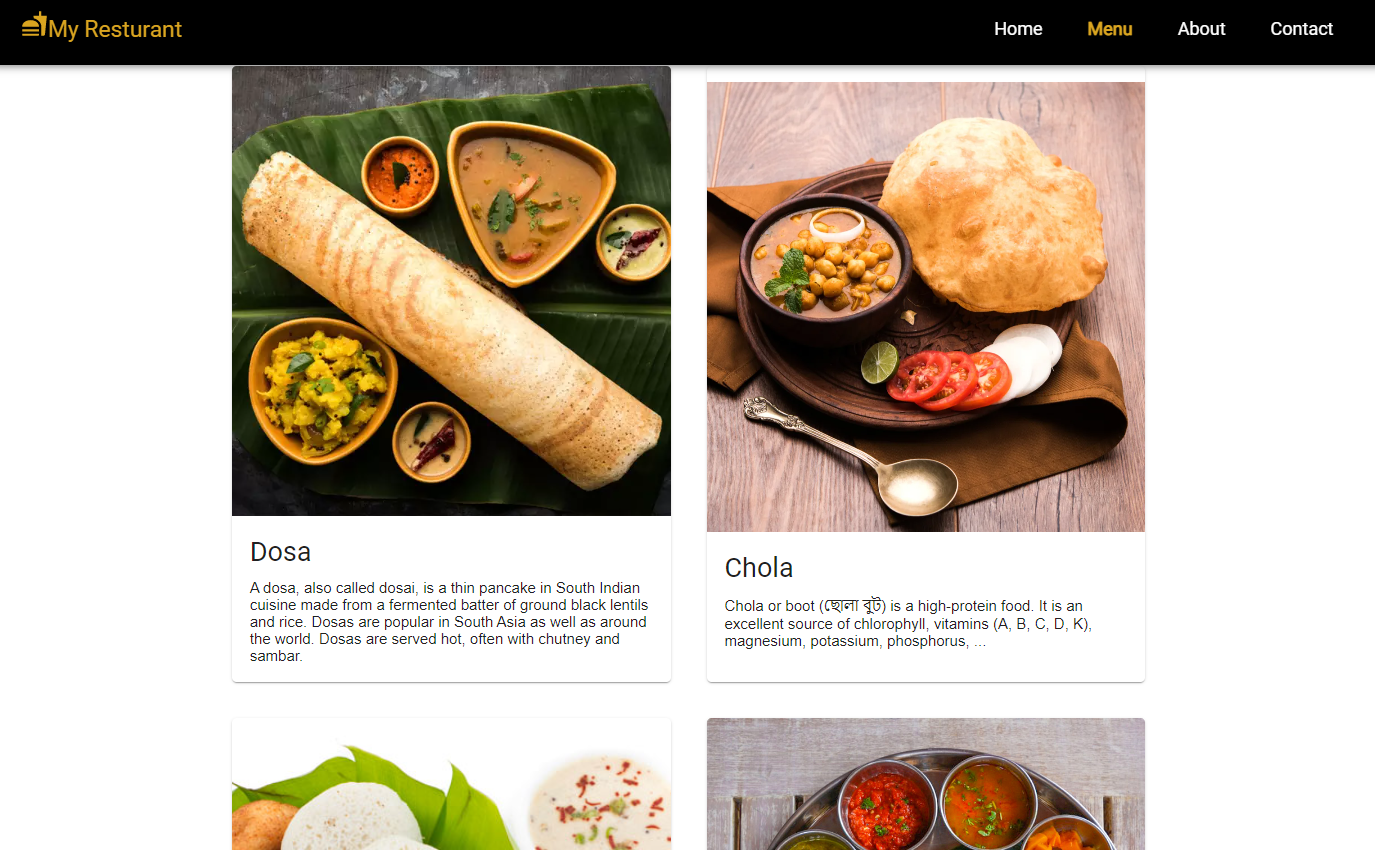 My Resturant
Home Menu About Contact
Dosa
A dosa, also called dosai, is a thin pancake in South Indian
cuisine made from a fermented batter of ground black lentils
and rice. Dosas are popular in South Asia as well as around
the world. Dosas are served hot, often with chutney and
sambar.
Chola
Chola or boot (ছোলা বুট) is a high-protein food. It is an
excellent source of chlorophyll, vitamins (A, B, C, D, K),
magnesium, potassium, phosphorus, ...